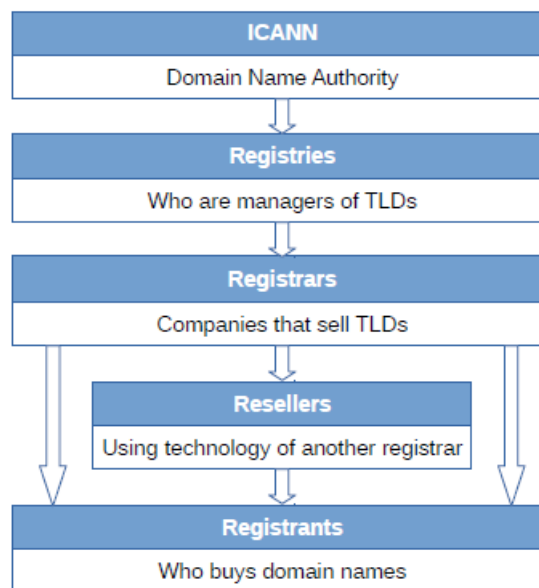 ICANN
Domain Name Authority
Registries
Who are managers of TLDs
Registrars
Companies that sell TLDs
Resellers
Using technology of another registrar
Registrants
Who buys domain names